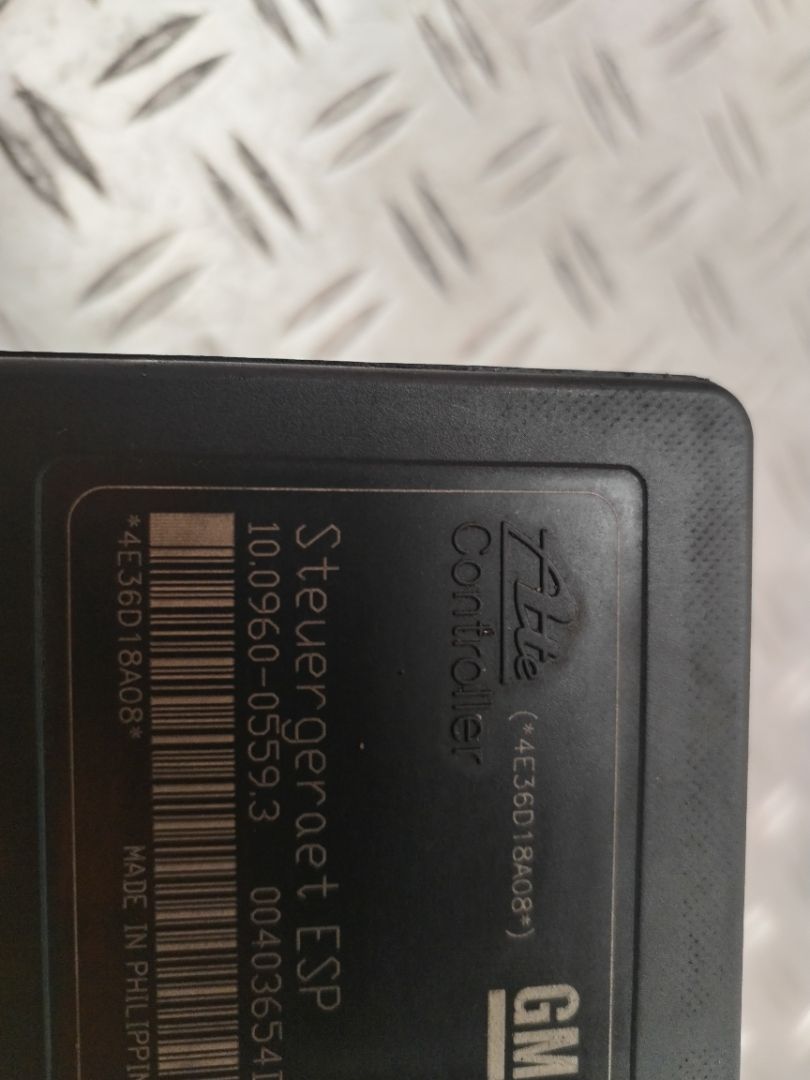 Ate
Controller
(*4E36D18A08*)
GM
Steuergeraet ESP
10.0960-0559.3
*4E36D18A08*
MADE IN